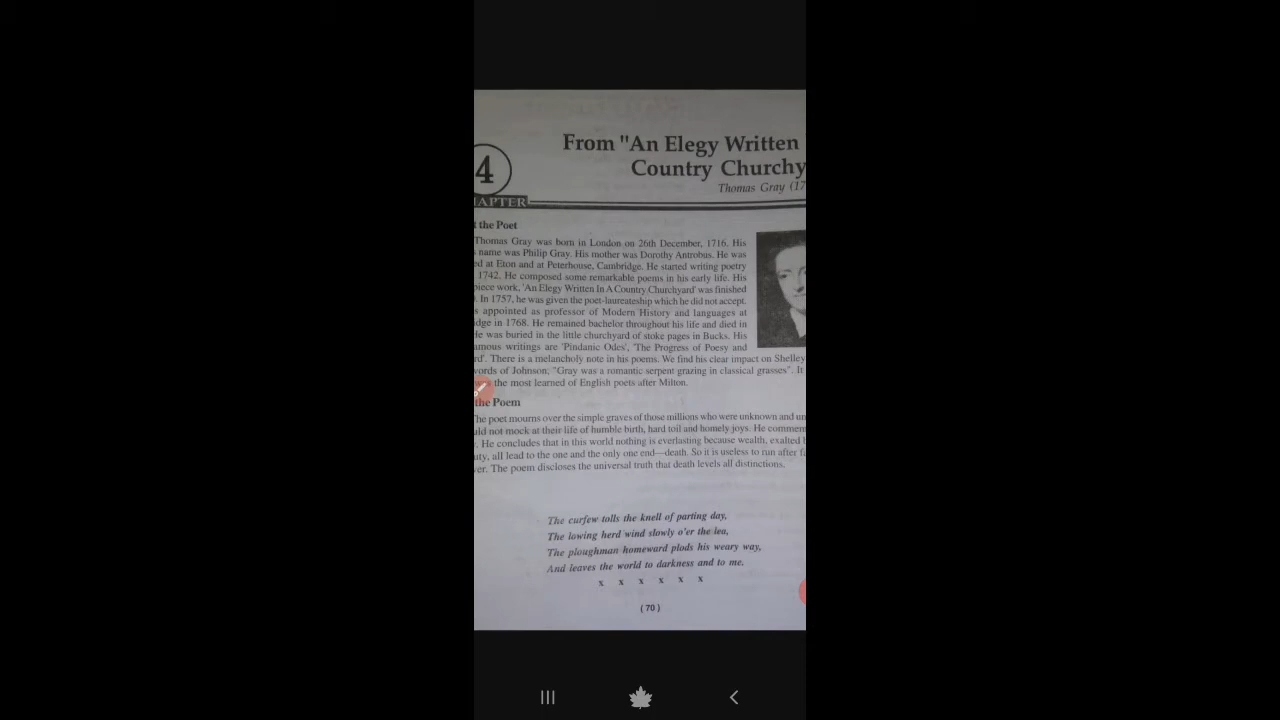 From "An Elegy Written
Country Churchy
Thomas Gray (17
4
APTER
the Poet
Thomas Gray was born in London on 26th December, 1716. His
name was Philip Gray. His mother was Dorothy Antrobus. He was
ed at Eton and at Peterhouse, Cambridge. He started writing poetry
1742. He composed some remarkable poems in his early life. His
piece work, 'An Elegy Written In A Country Churchyard' was finished
. In 1757, he was given the poet-laureateship which he did not accept.
s appointed as professor of Modern History and languages at
idge in 1768. He remained bachelor throughout his life and died in
He was buried in the little churchyard of stoke pages in Bucks. His
amous writings are 'Pindanic Odes', 'The Progress of Poesy and
rd'. There is a melancholy note in his poems. We find his clear impact on Shelley
words of Johnson; "Gray was a romantic serpent grazing in classical grasses". It
was the most learned of English poets after Milton.
the Poem
The poet mourns over the simple graves of those millions who were unknown and un
uld not mock at their life of humble birth, hard toil and homely joys. He commem
. He concludes that in this world nothing is everlasting because wealth, exalted b
uty, all lead to the one and the only one end—death. So it is useless to run after fa
ver. The poem discloses the universal truth that death levels all distinctions.
The curfew tolls the knell of parting day,
The lowing herd wind slowly o'er the lea,
The ploughman homeward plods his weary way,
And leaves the world to darkness and to me.
x x x x x x
( 70 )